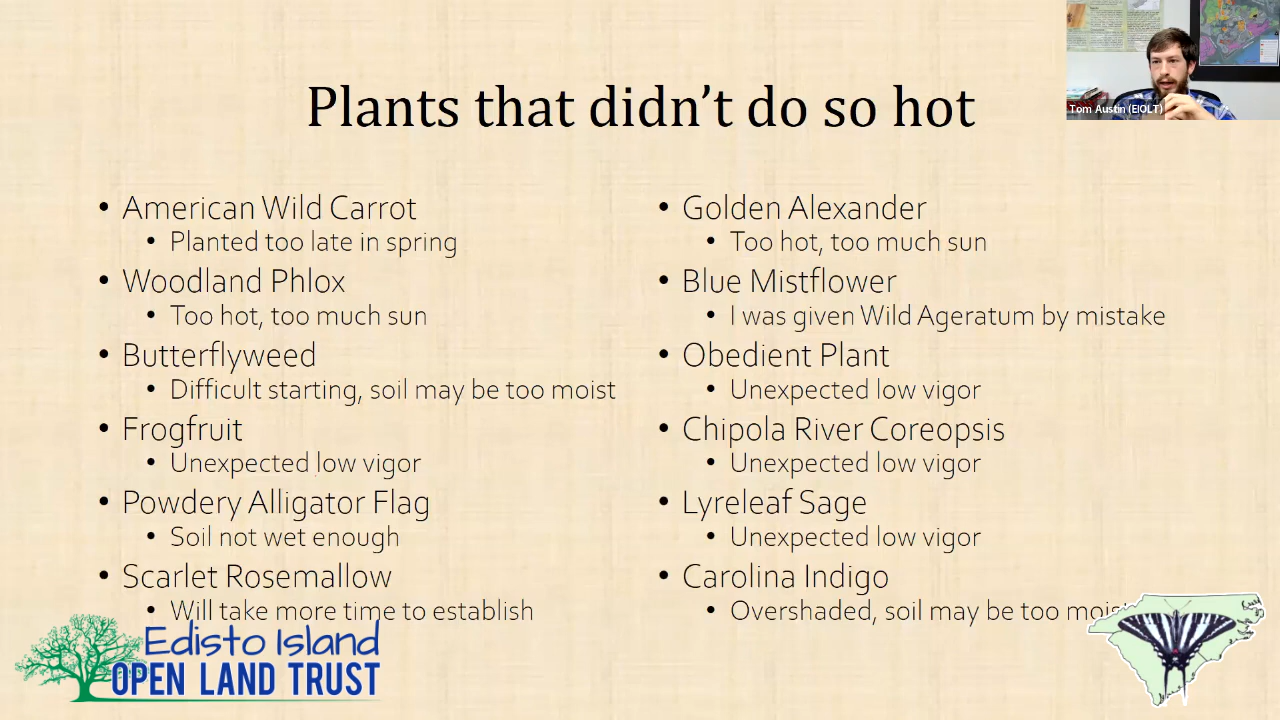 Plants that didn't do so hot
Tom Austin (EIOLT)
• American Wild Carrot
• Planted too late in spring
• Woodland Phlox
• Too hot, too much sun
• Butterflyweed
• Difficult starting, soil may be too moist
• Frogfruit
• Unexpected low vigor
• Powdery Alligator Flag
• Soil not wet enough
• Scarlet Rosemallow
• Will take more time to establish
• Golden Alexander
• Too hot, too much sun
• Blue Mistflower
• I was given Wild Ageratum by mistake
• Obedient Plant
• Unexpected low vigor
• Chipola River Coreopsis
• Unexpected low vigor
• Lyreleaf Sage
• Unexpected low vigor
• Carolina Indigo
• Overshaded, soil may be too moist
Edisto Island
OPEN LAND TRUST